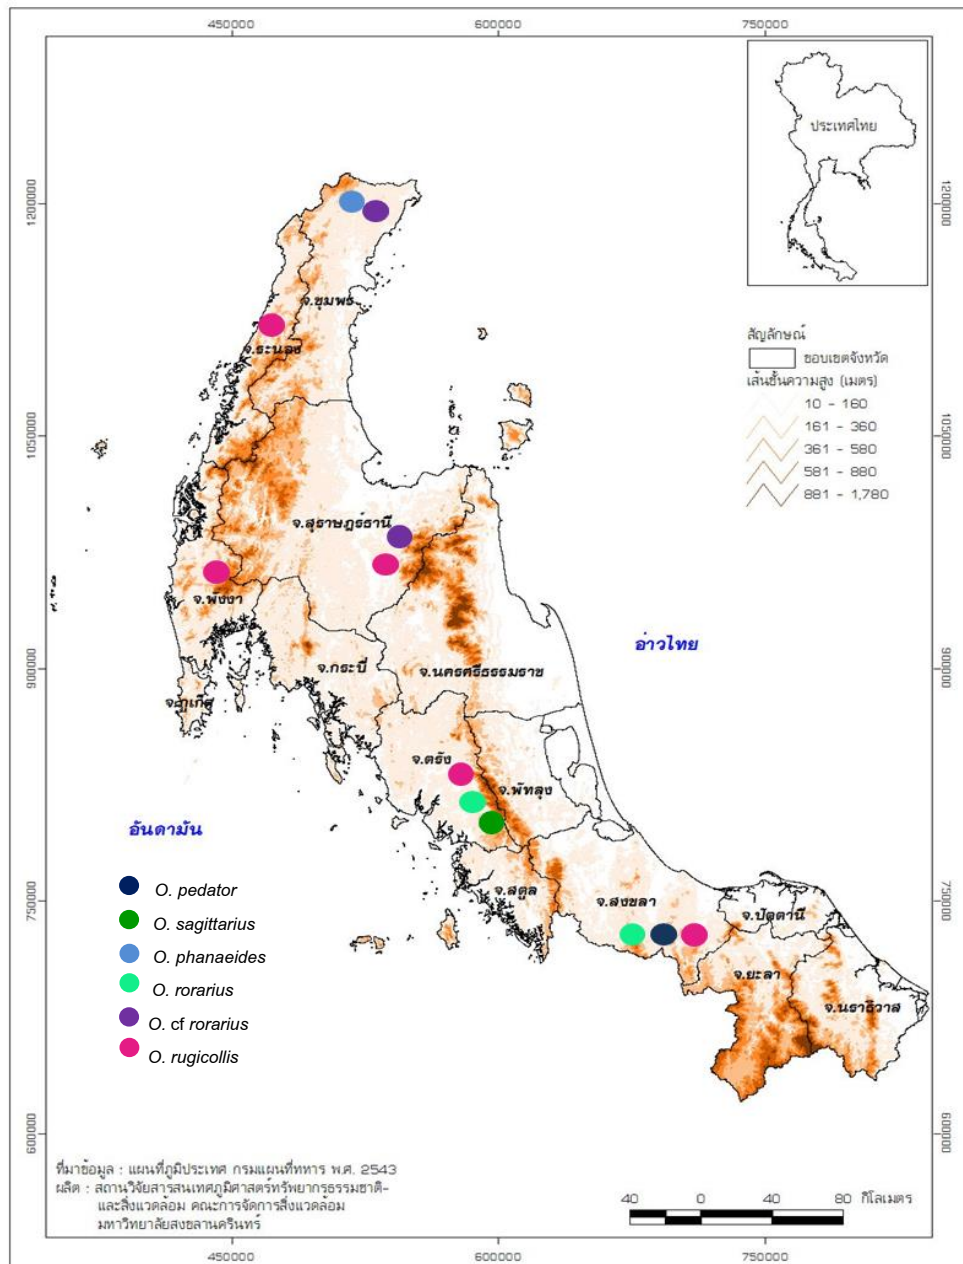 450000 600000 750000
ประเทศไทย
1200000 1200000
สัญลักษณ์
ขอบเขตจังหวัด
เส้นชั้นความสูง (เมตร)
10 - 160
161 - 360
361 - 580
581 - 880
881 - 1,780
จ.ชุมพร
จ.ระนอง
1050000 1050000
จ.สุราษฎร์ธานี
จ.พังงา
อ่าวไทย
จ.กระบี่
จ.นครศรีธรรมราช
900000 900000
จ.ภูเก็ต
จ.ตรัง
จ.พัทลุง
อันดามัน
จ.สตูล
จ.สงขลา
จ.ปัตตานี
750000 750000
จ.ยะลา
จ.นราธิวาส
O. pedator
O. sagittarius
O. phanaeides
O. rorarius
O. cf rorarius
O. rugicollis
600000 600000
ที่มาข้อมูล : แผนที่ภูมิประเทศ กรมแผนที่ทหาร พ.ศ. 2543
ผลิต : สถานวิจัยสารสนเทศภูมิศาสตร์ทรัพยากรธรรมชาติ-
และสิ่งแวดล้อม คณะการจัดการสิ่งแวดล้อม
มหาวิทยาลัยสงขลานครินทร์
40 0 40 80 กิโลเมตร
450000 600000 750000